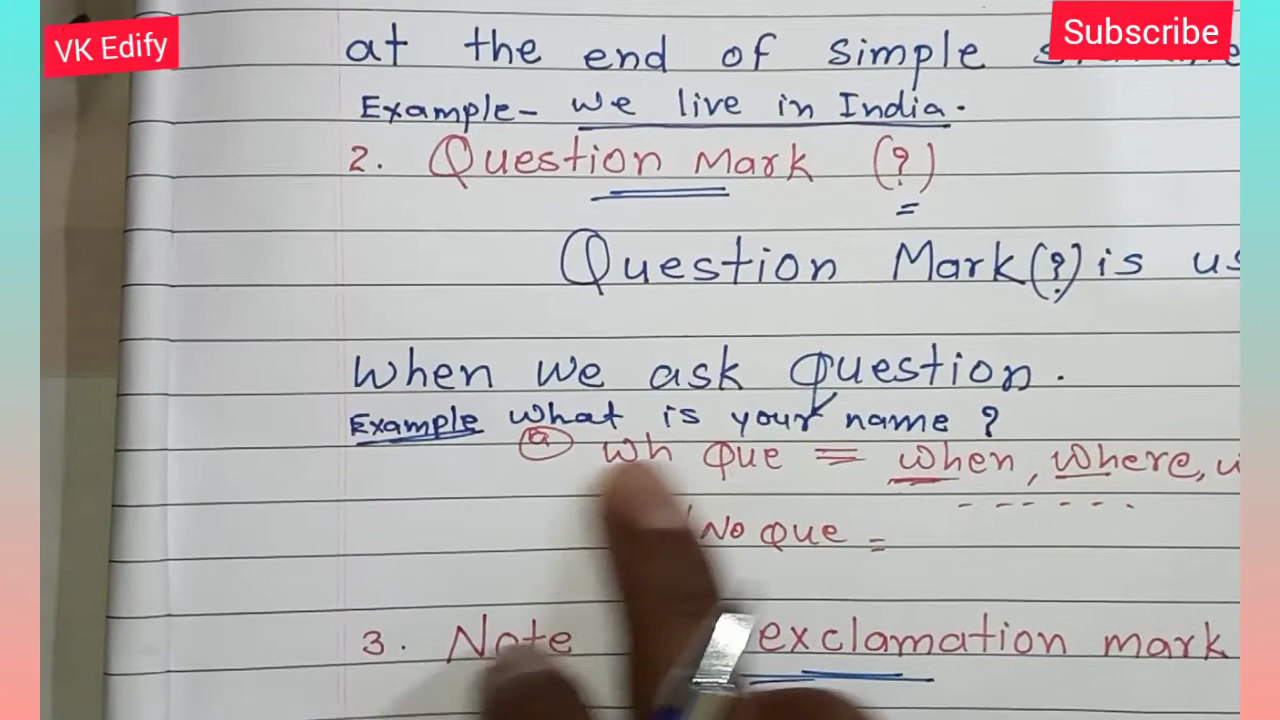 VK Edify
Subscribe
at the end of simple
Example- we live in India.
2. Question Mark (?)
Question Mark (?) is
when we ask Question.
Example what is your name ?
(a) wh Que = when, where,
No Que =
3. Note exclamation mark